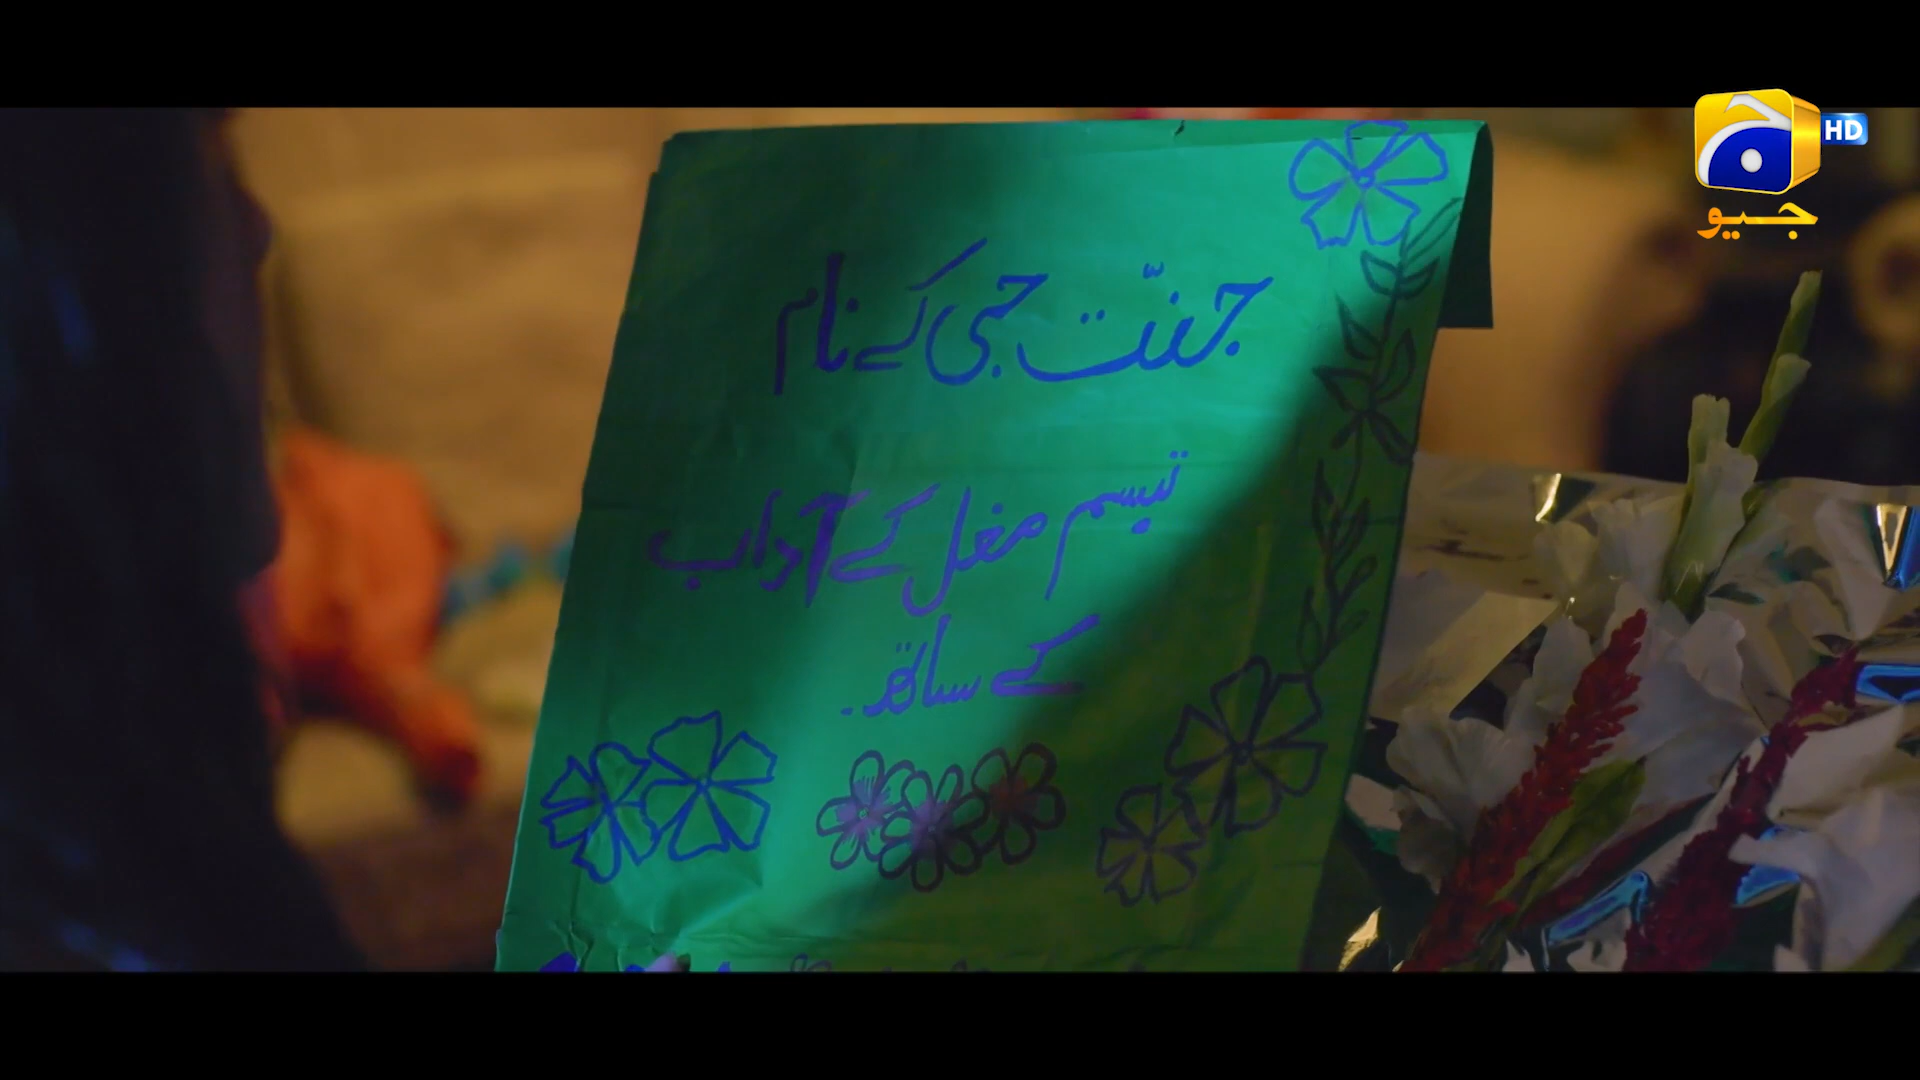 HD
جیو
جنّت جی کے نام
تبسم مغل کے آداب
کے ساتھ۔